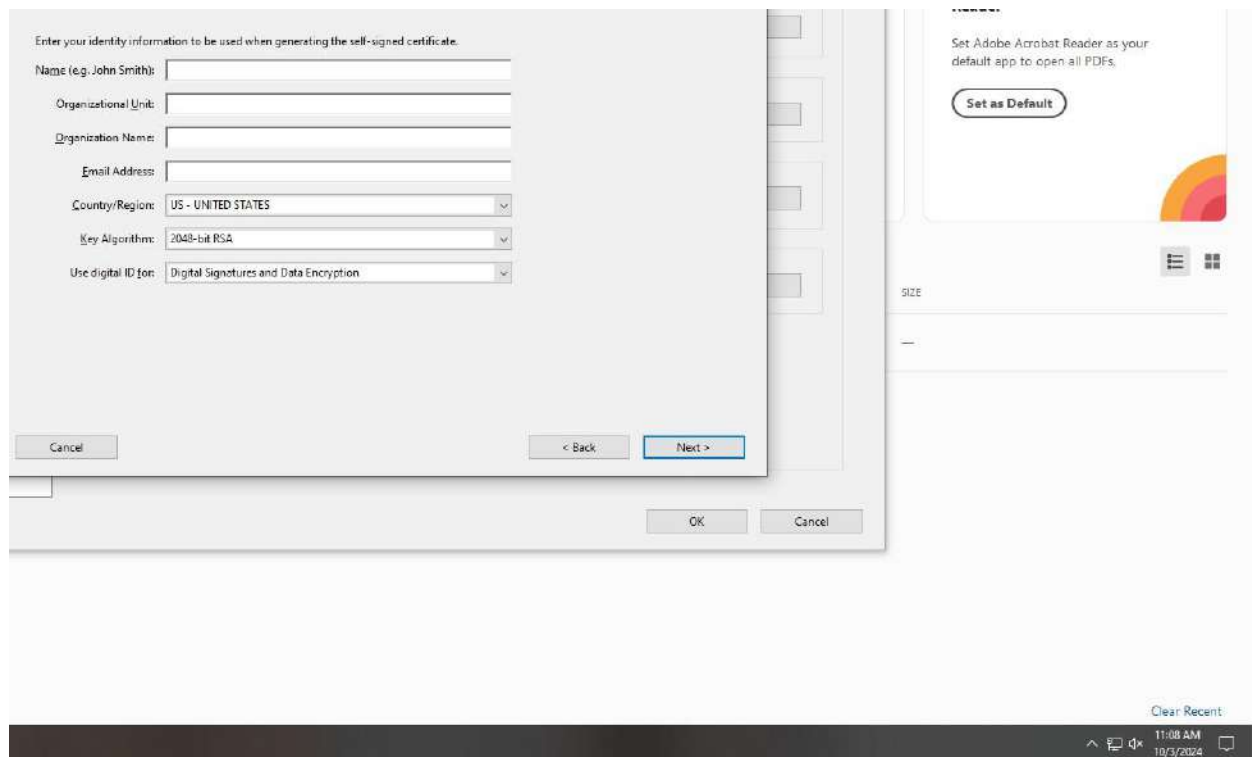 Enter your identity information to be used when generating the self-signed certificate.
Name (e.g. John Smith):
Organizational Unit:
Organization Name:
Email Address:
Country/Region: US - UNITED STATES
Key Algorithm: 2048-bit RSA
Use digital ID for: Digital Signatures and Data Encryption
Cancel < Back Next >
OK Cancel
Set Adobe Acrobat Reader as your
default app to open all PDFs.
Set as Default
SIZE
—
Clear Recent
11:08 AM
10/3/2024